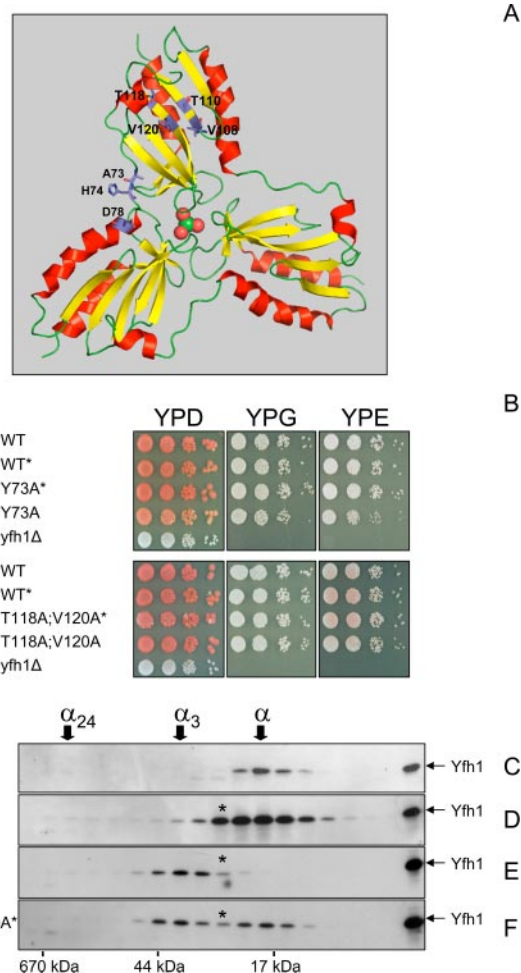 A
T118
T110
V120
V108
A73
H74
D78
B
YPD YPG YPE
WT
WT*
Y73A*
Y73A
yfh1Δ
WT
WT*
T118A;V120A*
T118A;V120A
yfh1Δ
α24 α3 α
Yfh1 C
* Yfh1 D
* Yfh1 E
A* * Yfh1 F
670 kDa 44 kDa 17 kDa